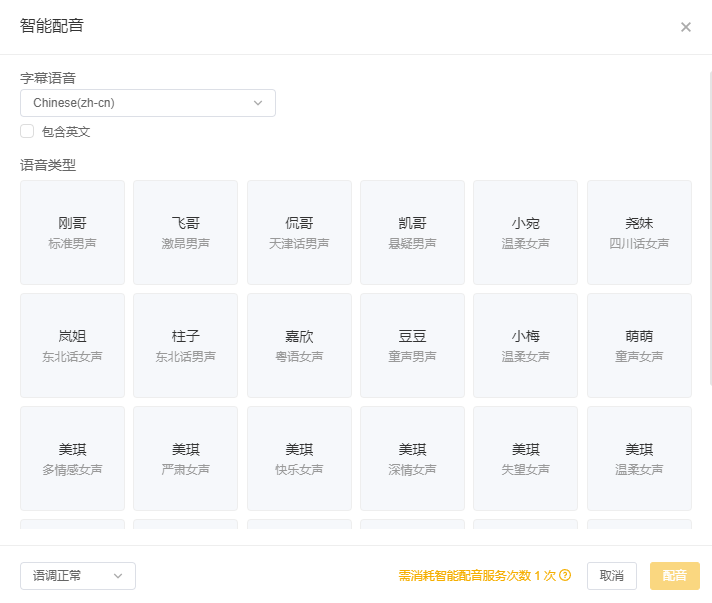 智能配音
字幕语音
Chinese(zh-cn)
包含英文
语音类型
刚哥 飞哥 侃哥 凯哥 小宛 尧妹
标准男声 激昂男声 天津话男声 悬疑男声 温柔女声 四川话女声
岚姐 柱子 嘉欣 豆豆 小梅 萌萌
东北话女声 东北话男声 粤语女声 童声男声 温柔女声 童声女声
美琪 美琪 美琪 美琪 美琪 美琪
多情感女声 严肃女声 快乐女声 深情女声 失望女声 温柔女声
语调正常 需消耗智能配音服务次数 1 次 取消 配音